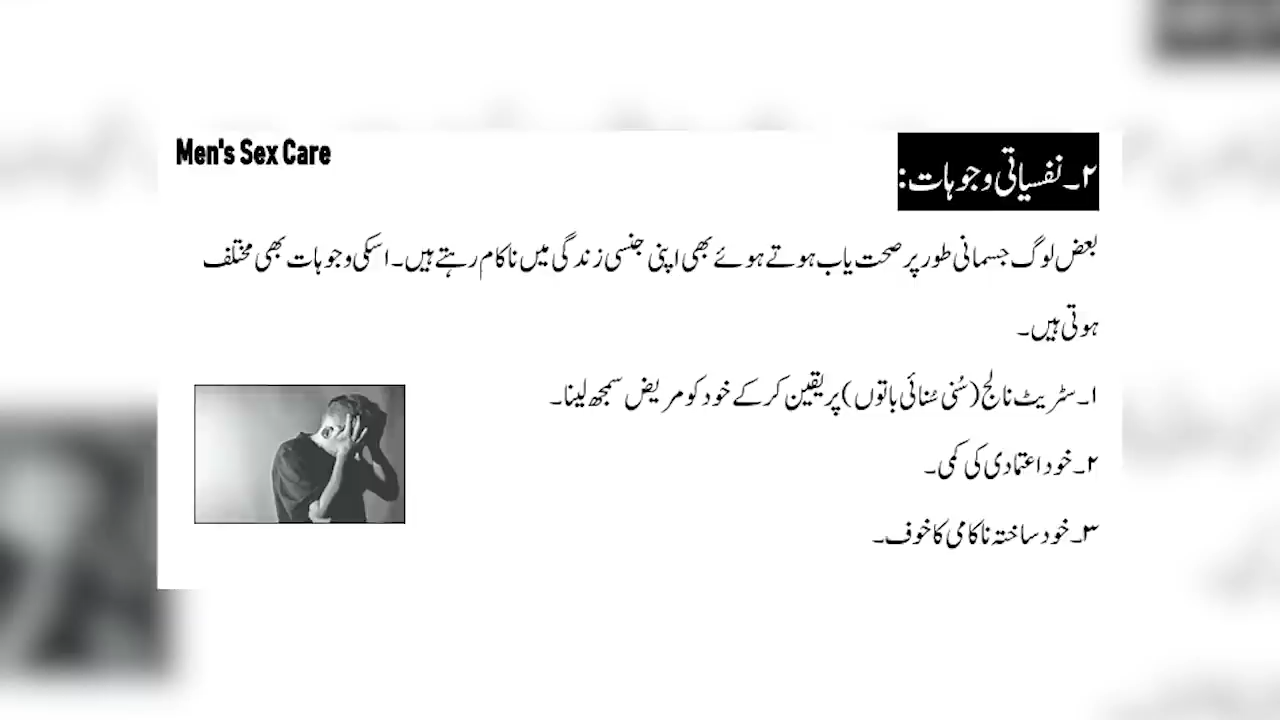 Men's Sex Care
۲۔ نفسیاتی وجوہات:
بعض لوگ جسمانی طور پر صحت یاب ہوتے ہوئے بھی اپنی جنسی زندگی میں ناکام رہتے ہیں۔ اسکی وجوہات بھی مختلف
ہوتی ہیں۔
۱۔ سٹریٹ نالج (سُنی سُنائی باتوں) پر یقین کر کے خود کو مریض سمجھ لینا۔
۲۔ خود اعتمادی کی کمی۔
۳۔ خود ساختہ ناکامی کا خوف۔